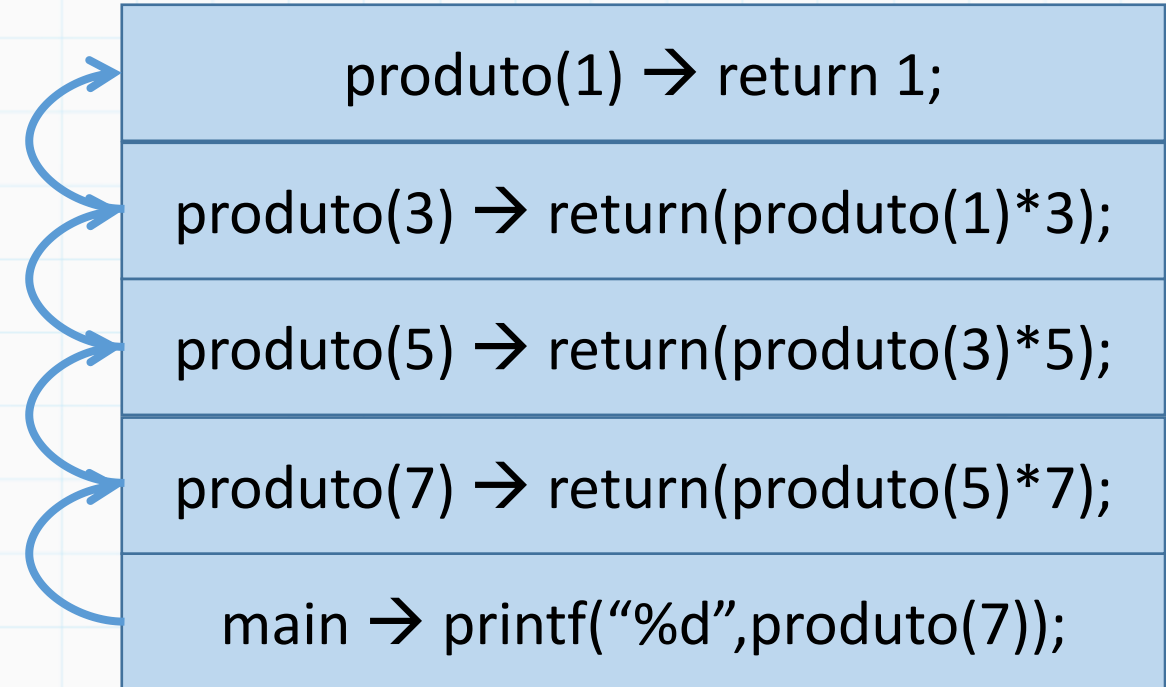 produto(1) → return 1;
produto(3) → return(produto(1)*3);
produto(5) → return(produto(3)*5);
produto(7) → return(produto(5)*7);
main → printf(“%d”,produto(7));